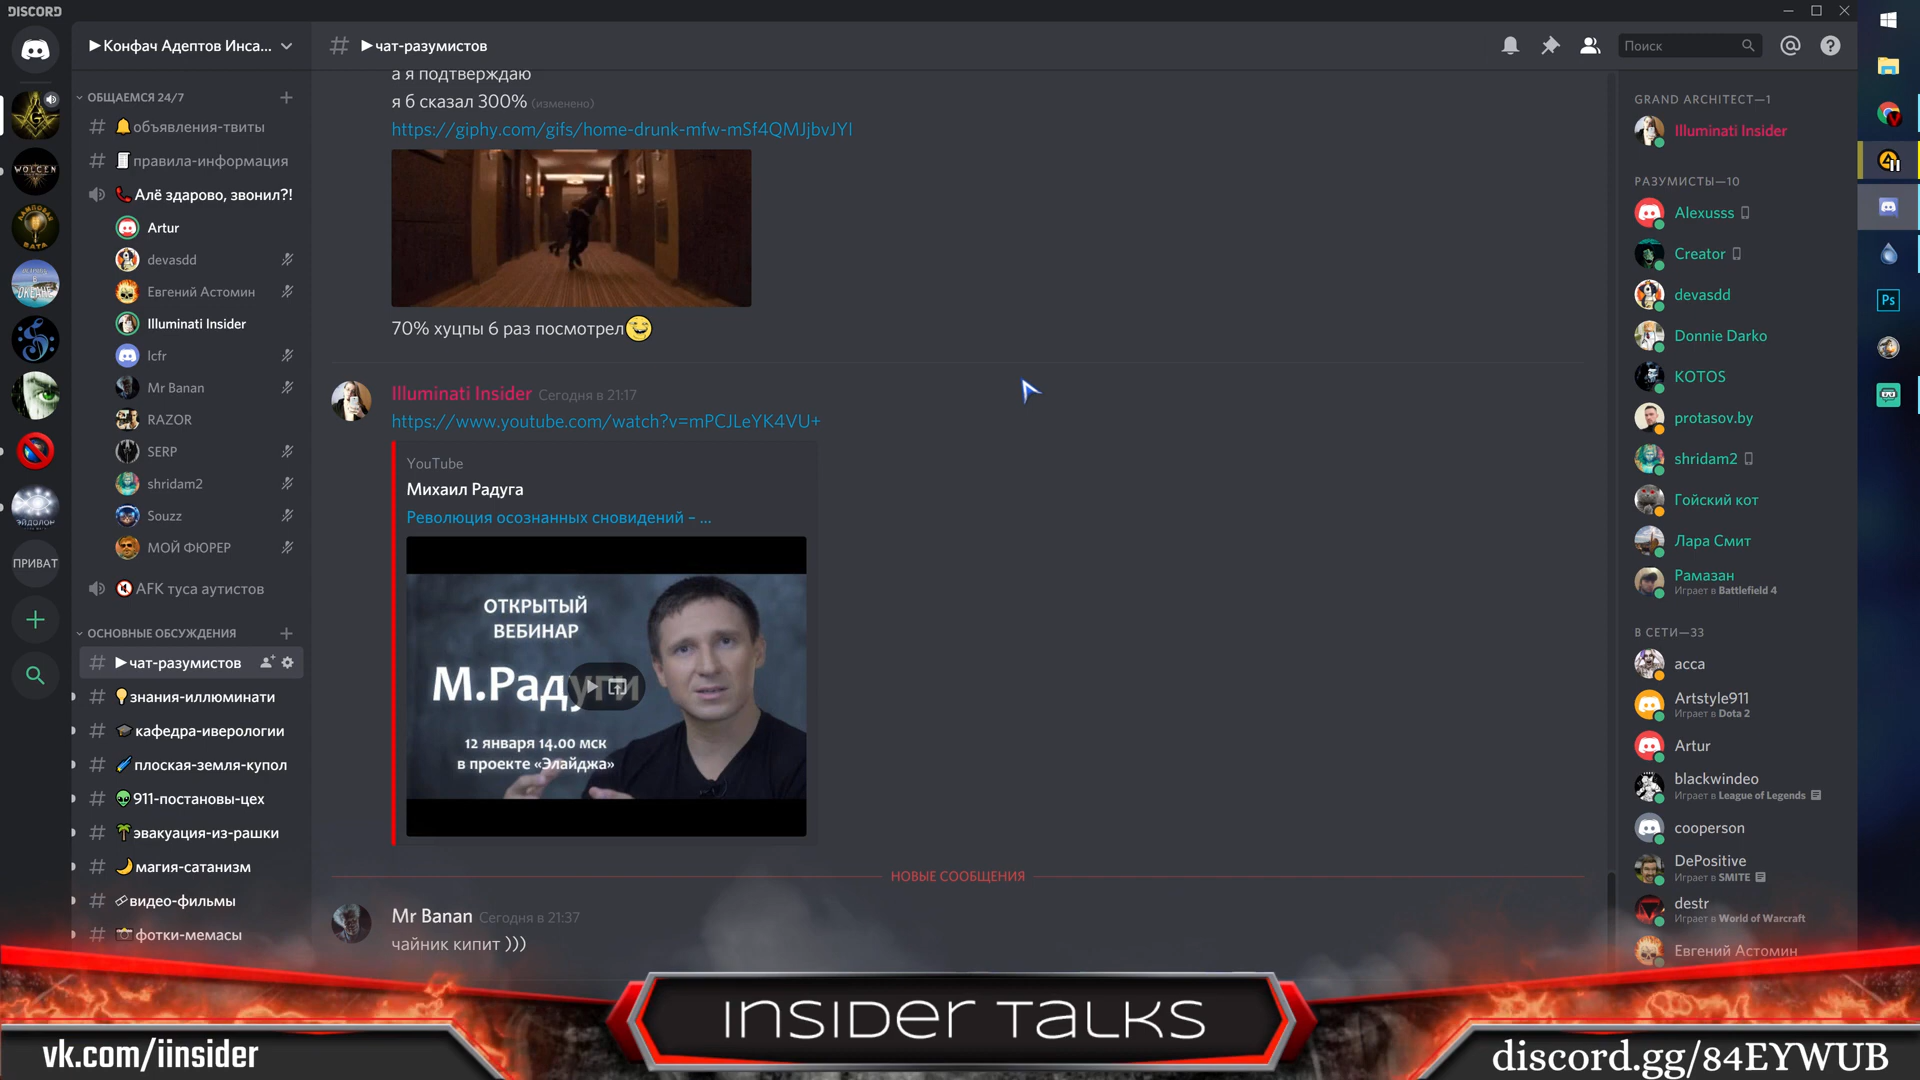 DISCORD
▶Конфач Адептов Инса...
ОБЩАЕМСЯ 24/7
объявления-твиты
правила-информация
Алё здарово, звонил?!
Artur
devasdd
Евгений Астомин
Illuminati Insider
lcfr
Mr Banan
RAZOR
SERP
shridam2
Souzz
МОЙ ФЮРЕР
AFK туса аутистов
ОСНОВНЫЕ ОБСУЖДЕНИЯ
▶чат-разумистов
знания-иллюминати
кафедра-иверологии
плоская-земля-купол
911-постановы-цех
эвакуация-из-рашки
магия-сатанизм
видео-фильмы
фотки-мемасы
WOLCEN
ЭЙДОЛОН
ПРИВАТ
▶чат-разумистов
Поиск
а я подтверждаю
я б сказал 300% (изменено)
https://giphy.com/gifs/home-drunk-mfw-mSf4QMJjbvJYI
70% хуцпы 6 раз посмотрел
Illuminati Insider Сегодня в 21:17
https://www.youtube.com/watch?v=mPCJLeYK4VU+
YouTube
Михаил Радуга
Революция осознанных сновидений – ...
ОТКРЫТЫЙ
ВЕБИНАР
М.Радуги
12 января 14.00 мск
в проекте «Элайджа»
НОВЫЕ СООБЩЕНИЯ
Mr Banan Сегодня в 21:37
чайник кипит )))
GRAND ARCHITECT—1
Illuminati Insider
РАЗУМИСТЫ—10
Alexusss
Creator
devasdd
Donnie Darko
KOTOS
protasov.by
shridam2
Гойский кот
Лара Смит
Рамазан
Играет в Battlefield 4
В СЕТИ—33
acca
Artstyle911
Играет в Dota 2
Artur
blackwindeo
Играет в League of Legends
cooperson
DePositive
Играет в SMITE
destr
Играет в World of Warcraft
Евгений Астомин
Ps
INSIDER TALKS
vk.com/iinsider
discord.gg/84EYWUB